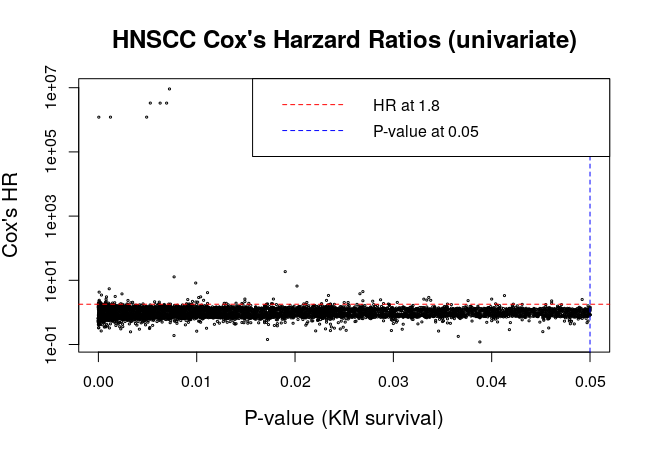 HNSCC Cox's Harzard Ratios (univariate)
HR at 1.8
P-value at 0.05
Cox's HR
1e+07
1e+05
1e+03
1e+01
1e-01
0.00 0.01 0.02 0.03 0.04 0.05
P-value (KM survival)